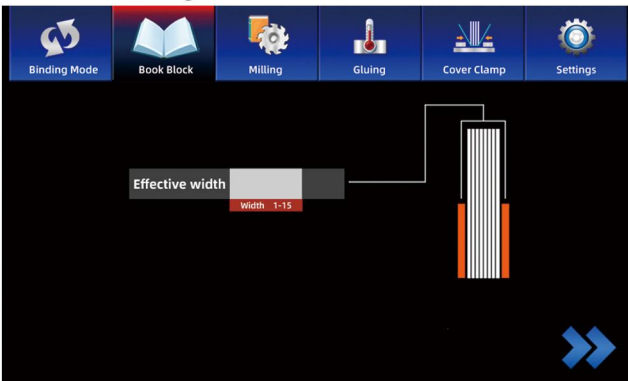 Binding Mode
Book Block
Milling
Gluing
Cover Clamp
Settings
Effective width
Width 1-15